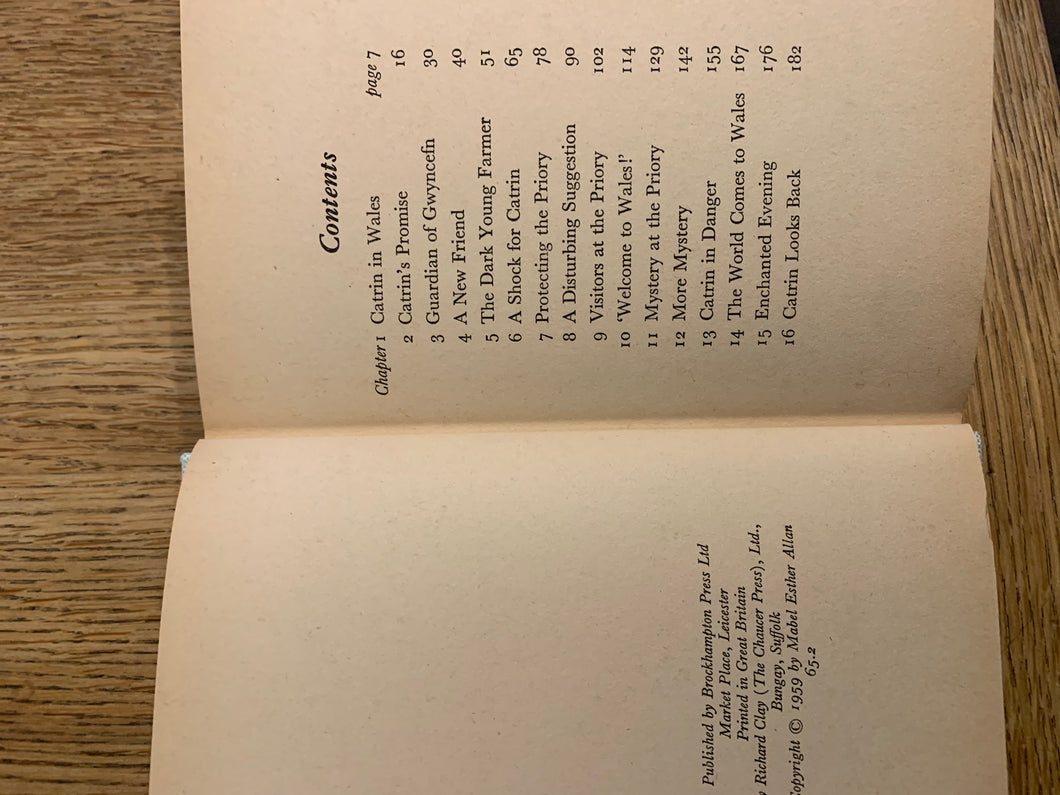 Published by Brockhampton Press Ltd
Market Place, Leicester
Printed in Great Britain
Richard Clay (The Chaucer Press), Ltd.,
Bungay, Suffolk
© 1959 by Mabel Esther Allan
65.2
Contents
Chapter 1 Catrin in Wales page 7
2 Catrin's Promise 16
3 Guardian of Gwyncefn 30
4 A New Friend 40
5 The Dark Young Farmer 51
6 A Shock for Catrin 65
7 Protecting the Priory 78
8 A Disturbing Suggestion 90
9 Visitors at the Priory 102
10 ‘Welcome to Wales!’ 114
11 Mystery at the Priory 129
12 More Mystery 142
13 Catrin in Danger 155
14 The World Comes to Wales 167
15 Enchanted Evening 176
16 Catrin Looks Back 182